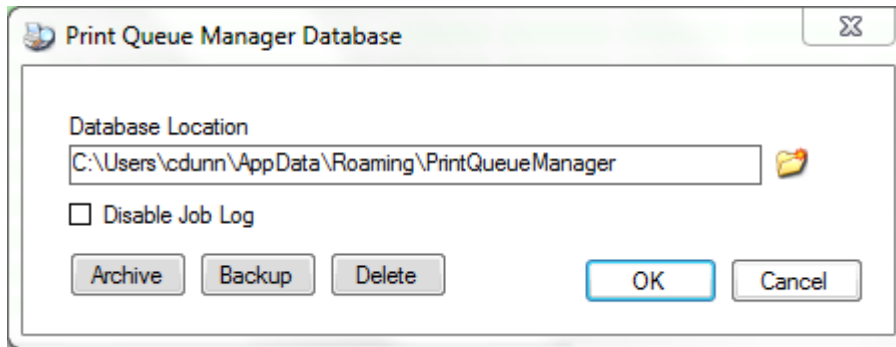 Print Queue Manager Database
Database Location
C:\Users\cdunn\AppData\Roaming\PrintQueueManager
Disable Job Log
Archive Backup Delete OK Cancel